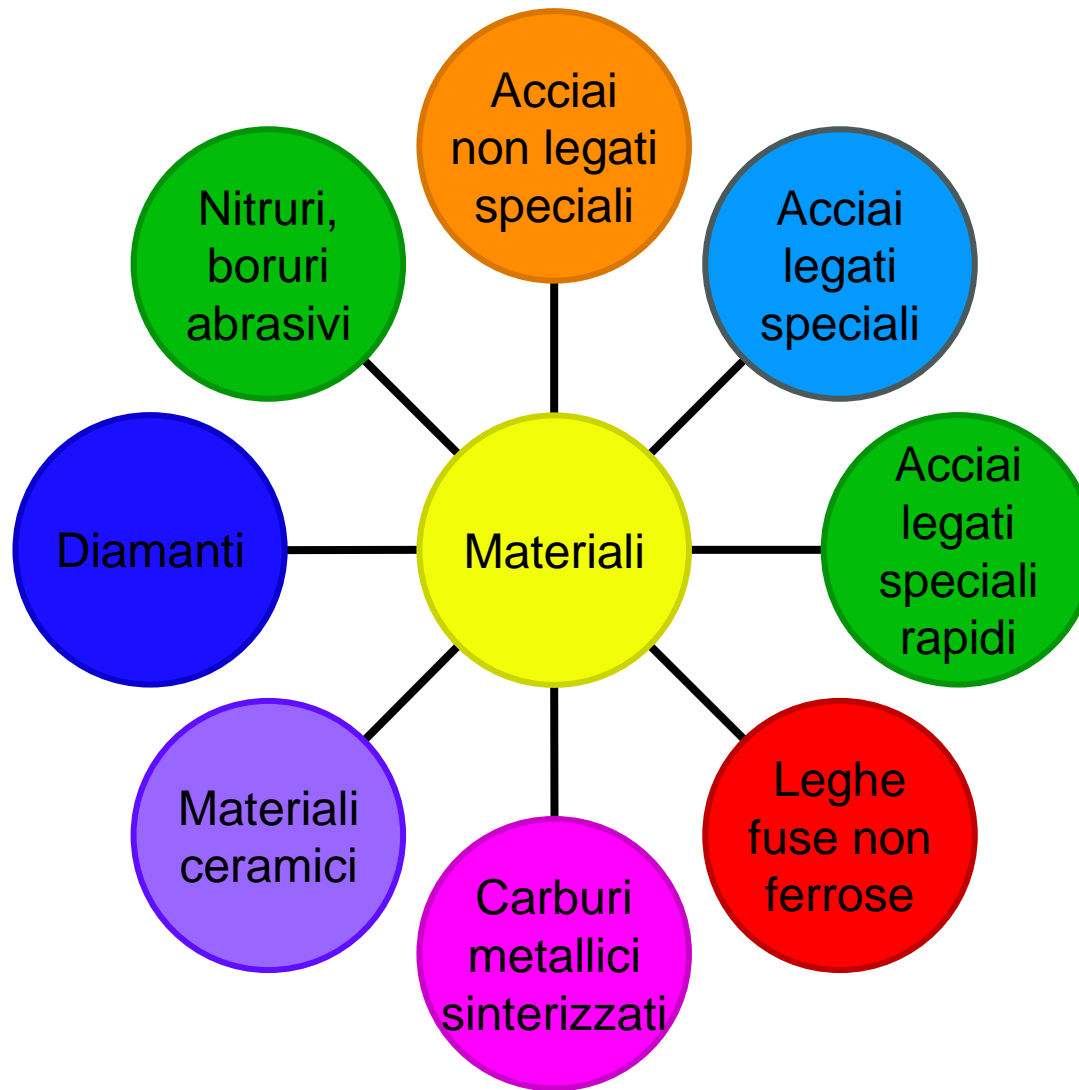 Acciai
non legati
speciali
Acciai
legati
speciali
Acciai
legati
speciali
rapidi
Leghe
fuse non
ferrose
Carburi
metallici
sinterizzati
Materiali
ceramici
Diamanti
Nitruri,
boruri
abrasivi
Materiali